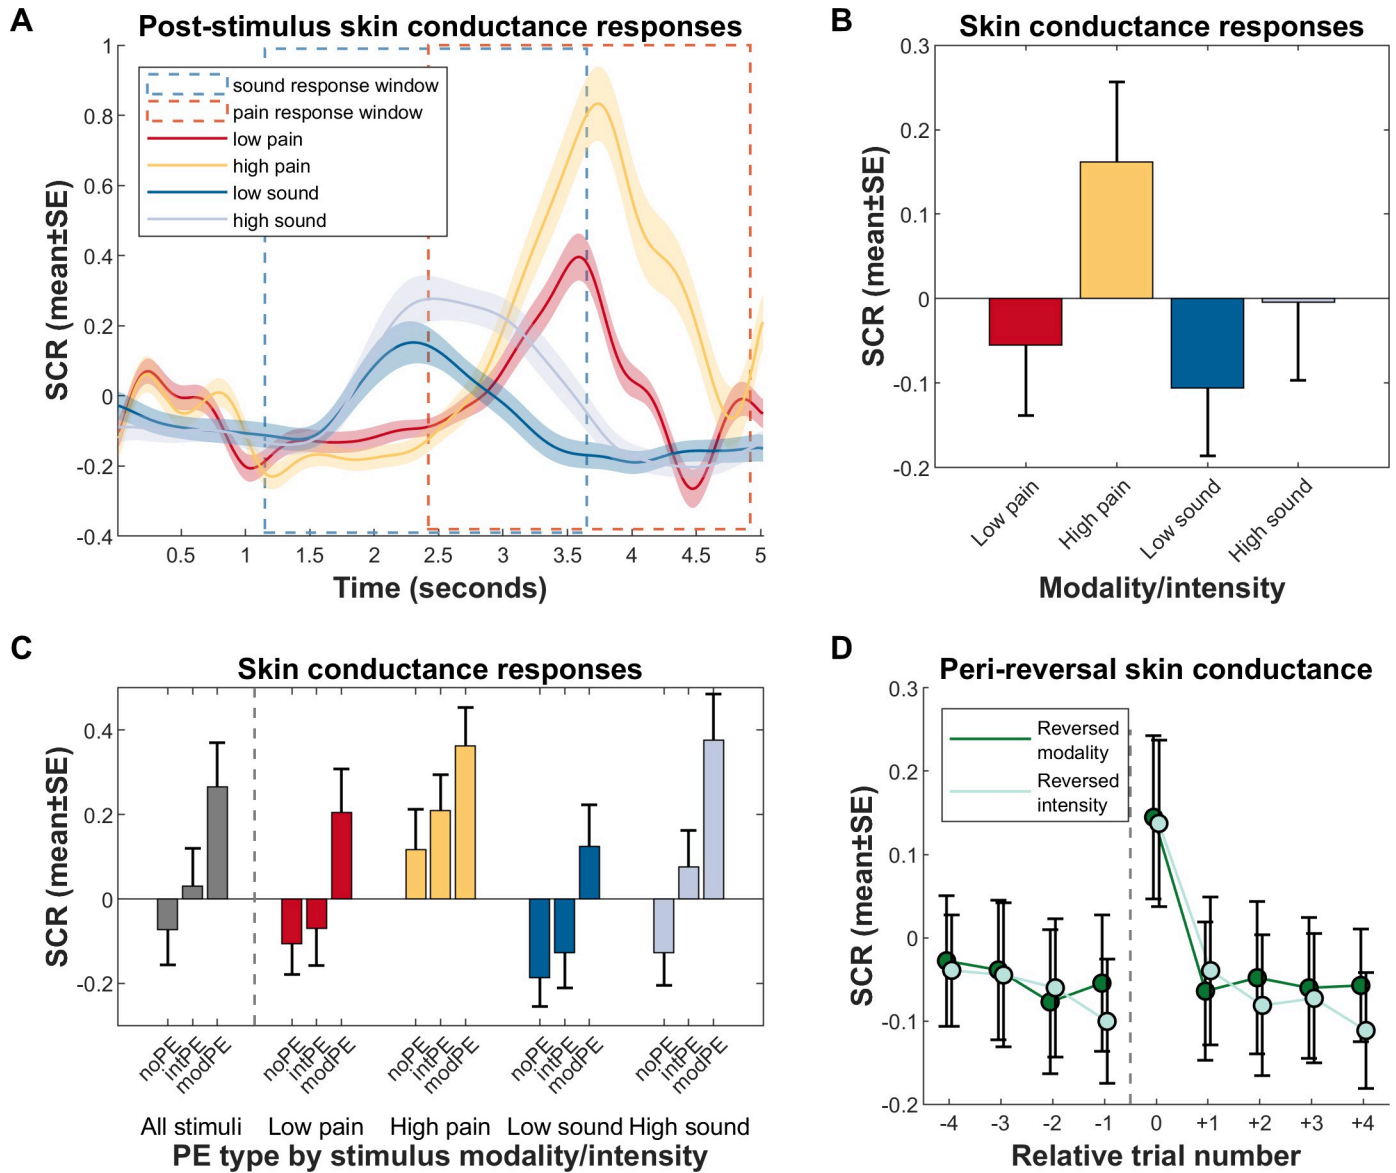 A
Post-stimulus skin conductance responses
SCR (mean±SE)
1
0.8
0.6
0.4
0.2
0
-0.2
-0.4
sound response window
pain response window
low pain
high pain
low sound
high sound
0.5 1 1.5 2 2.5 3 3.5 4 4.5 5
Time (seconds)
B
Skin conductance responses
SCR (mean±SE)
0.3
0.2
0.1
0
-0.1
-0.2
Low pain High pain Low sound High sound
Modality/intensity
C
Skin conductance responses
SCR (mean±SE)
0.4
0.2
0
-0.2
noPE intPE modPE noPE intPE modPE noPE intPE modPE noPE intPE modPE noPE intPE modPE
All stimuli Low pain High pain Low sound High sound
PE type by stimulus modality/intensity
D
Peri-reversal skin conductance
SCR (mean±SE)
0.3
0.2
0.1
0
-0.1
-0.2
Reversed
modality
Reversed
intensity
-4 -3 -2 -1 0 +1 +2 +3 +4
Relative trial number